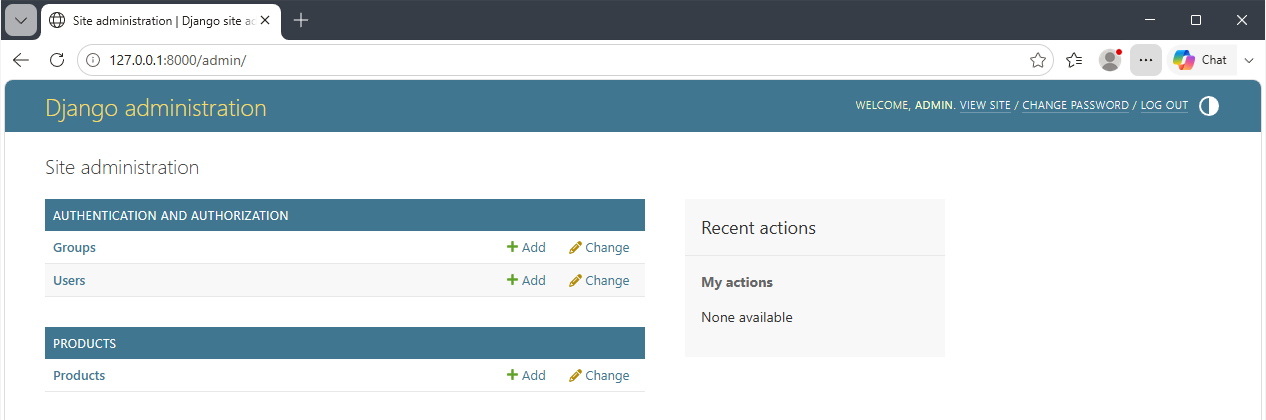 Site administration | Django site ac
127.0.0.1:8000/admin/
Chat
Django administration
WELCOME, ADMIN. VIEW SITE / CHANGE PASSWORD / LOG OUT
Site administration
AUTHENTICATION AND AUTHORIZATION
Groups Add Change
Users Add Change
PRODUCTS
Products Add Change
Recent actions
My actions
None available